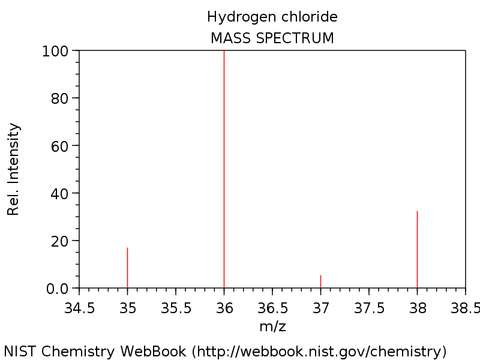 Hydrogen chloride
MASS SPECTRUM
Rel. Intensity
100
80
60
40
20
0.0
34.5 35 35.5 36 36.5 37 37.5 38 38.5
m/z
NIST Chemistry WebBook (http://webbook.nist.gov/chemistry)